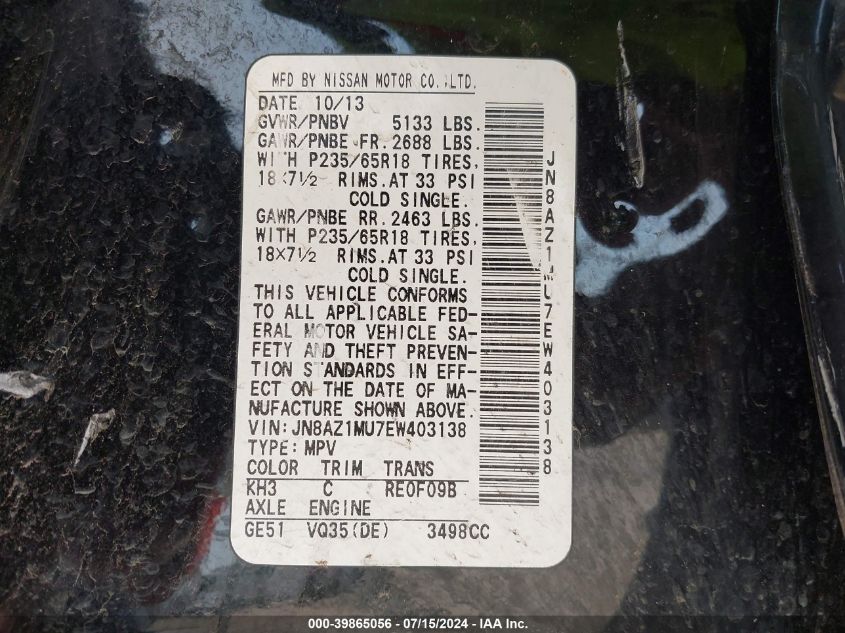 MFD BY NISSAN MOTOR CO.,LTD.
DATE 10/13
GVWR/PNBV 5133 LBS.
GAWR/PNBE FR. 2688 LBS.
WITH P235/65R18 TIRES,
18×7½ RIMS.AT 33 PSI
COLD SINGLE.
GAWR/PNBE RR. 2463 LBS.
WITH P235/65R18 TIRES,
18×7½ RIMS.AT 33 PSI
COLD SINGLE.
THIS VEHICLE CONFORMS
TO ALL APPLICABLE FED-
ERAL MOTOR VEHICLE SA-
FETY AND THEFT PREVEN-
TION STANDARDS IN EFF-
ECT ON THE DATE OF MA-
NUFACTURE SHOWN ABOVE.
VIN:JN8AZ1MU7EW403138
TYPE:MPV
COLOR TRIM TRANS
KH3 C RE0F09B
AXLE ENGINE
GE51 VQ35(DE) 3498CC
JN8AZ1MU7EW403138
000-39865056 - 07/15/2024 - IAA Inc.